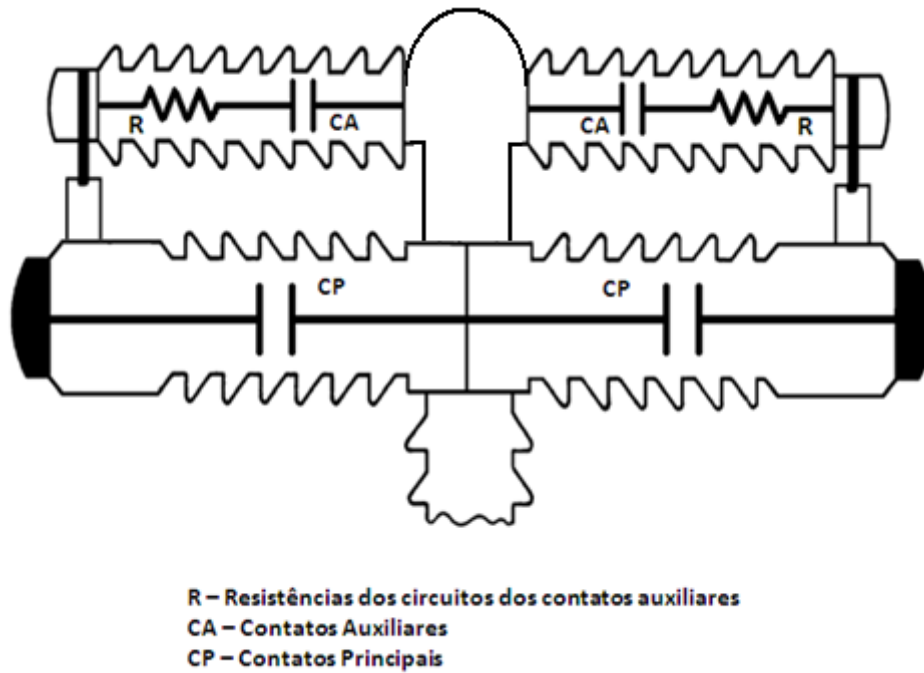 R CA CA R
CP CP
R – Resistências dos circuitos dos contatos auxiliares
CA – Contatos Auxiliares
CP – Contatos Principais